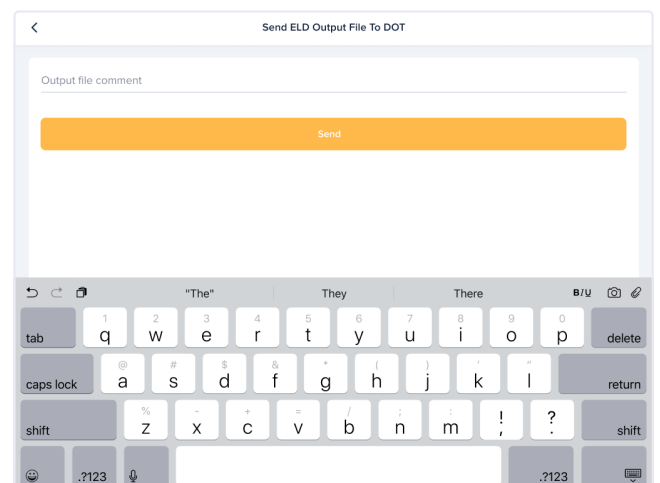 Send ELD Output File To DOT
Output file comment
Send
"The" They There B I U
1 2 3 4 5 6 7 8 9 0
tab q w e r t y u i o p delete
@ # $ & * ( ) ' "
caps lock a s d f g h j k l return
% - + = / ; : ! ?
shift z x c v b n m , . shift
.?123 .?123